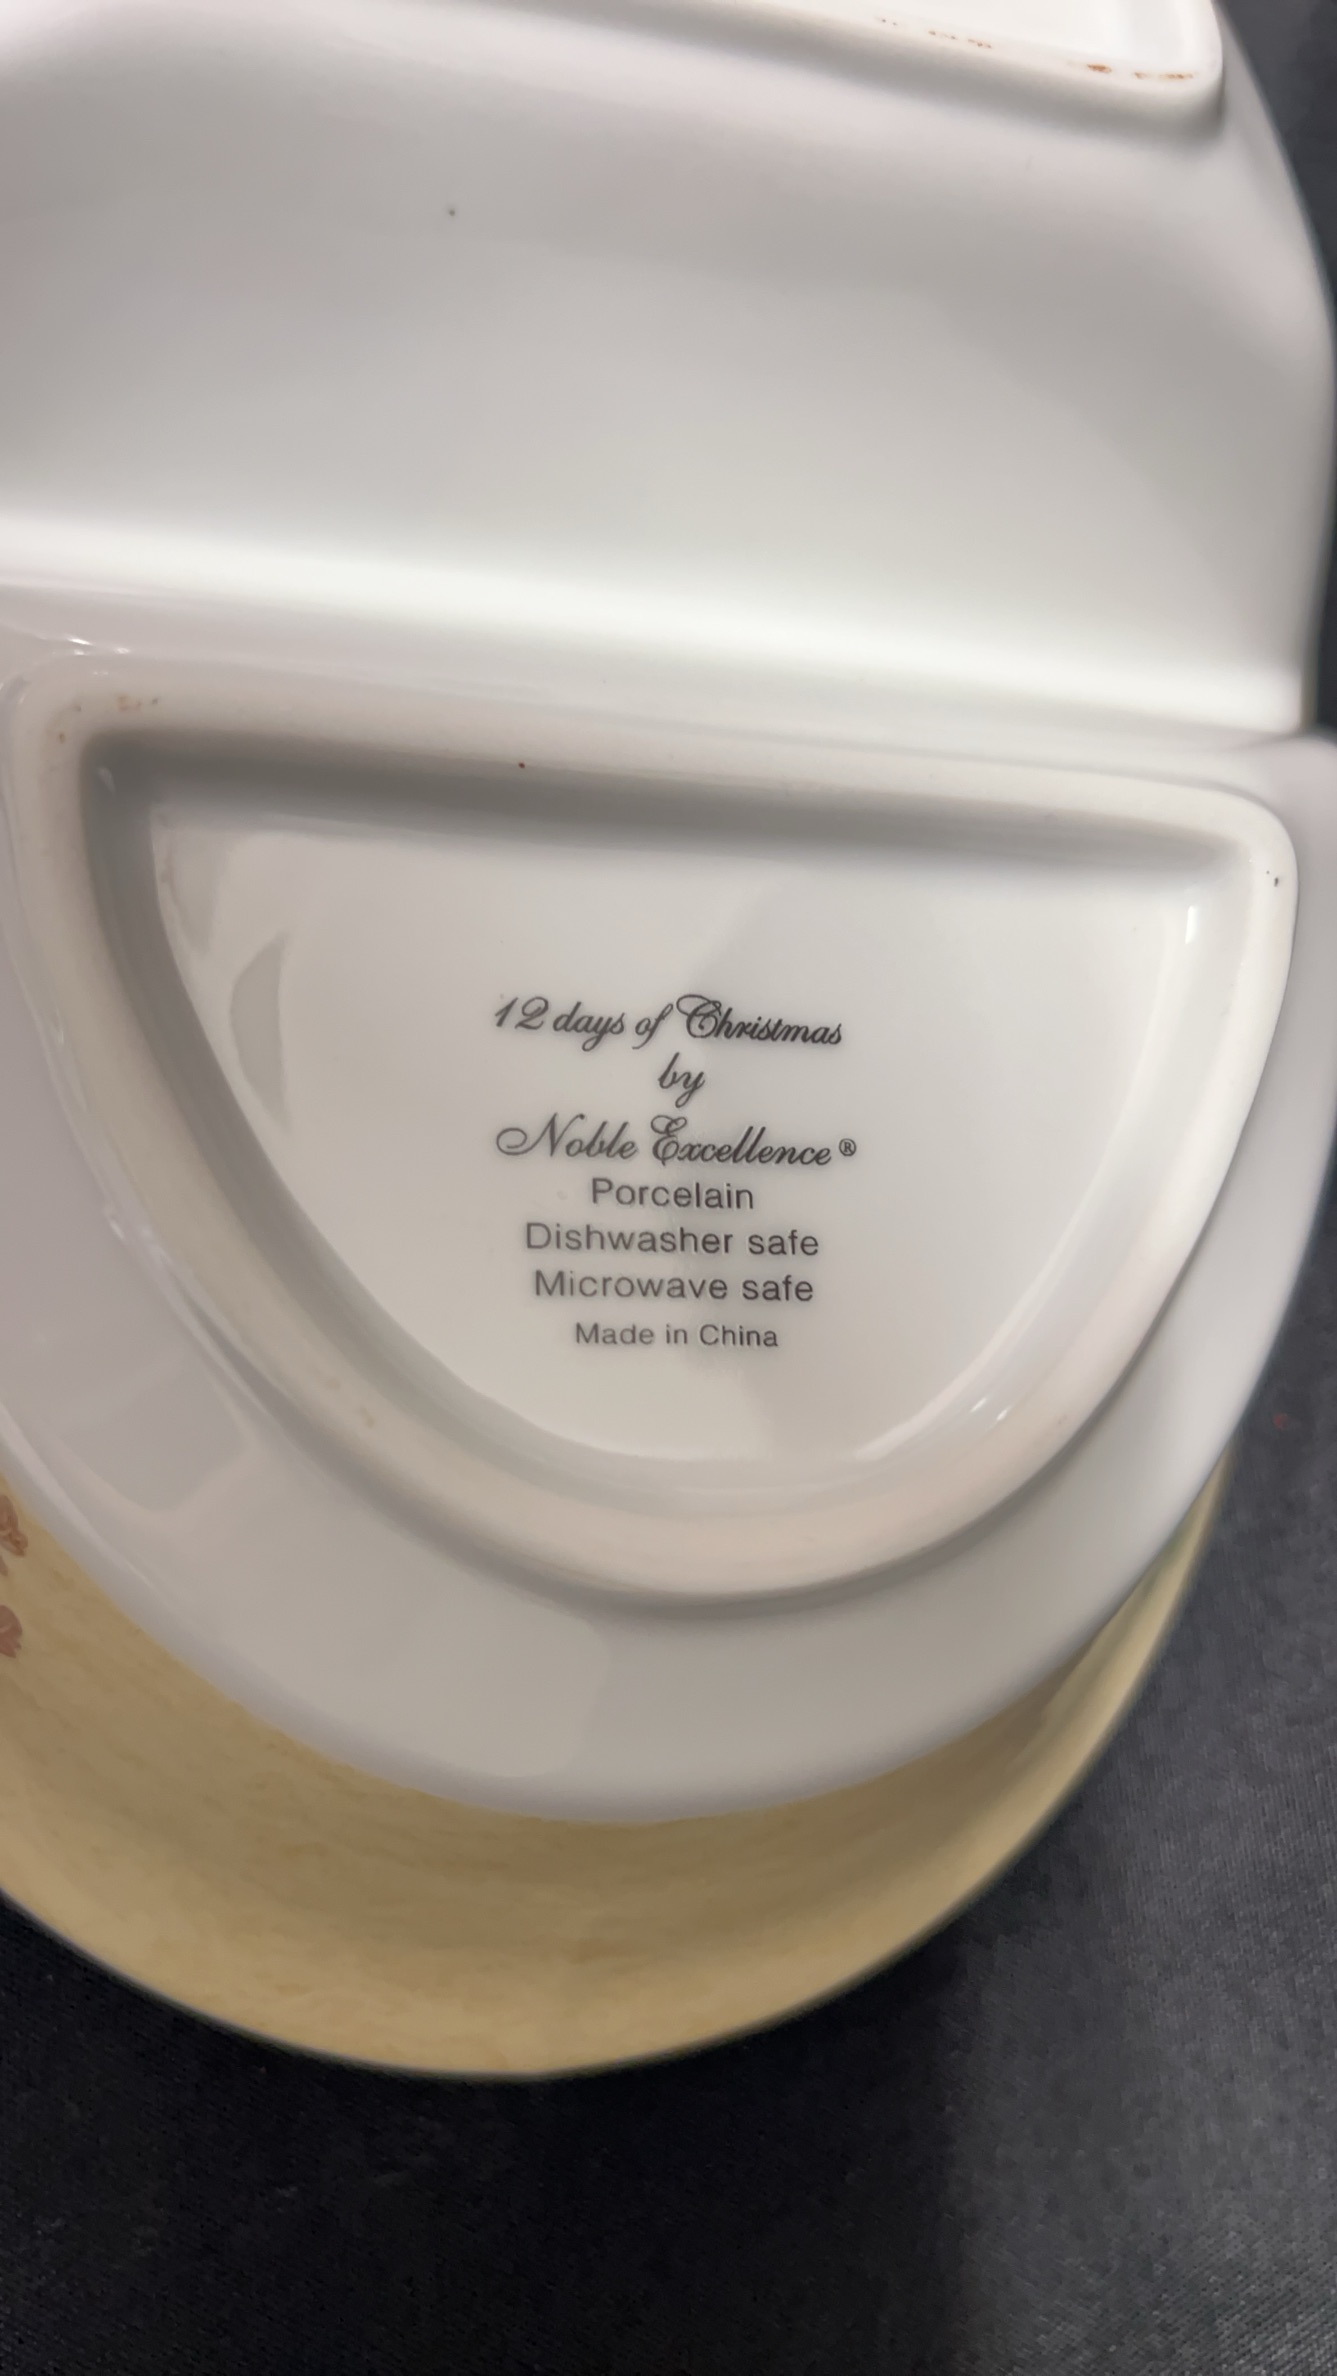 12 days of Christmas
by
Noble Excellence®
Porcelain
Dishwasher safe
Microwave safe
Made in China